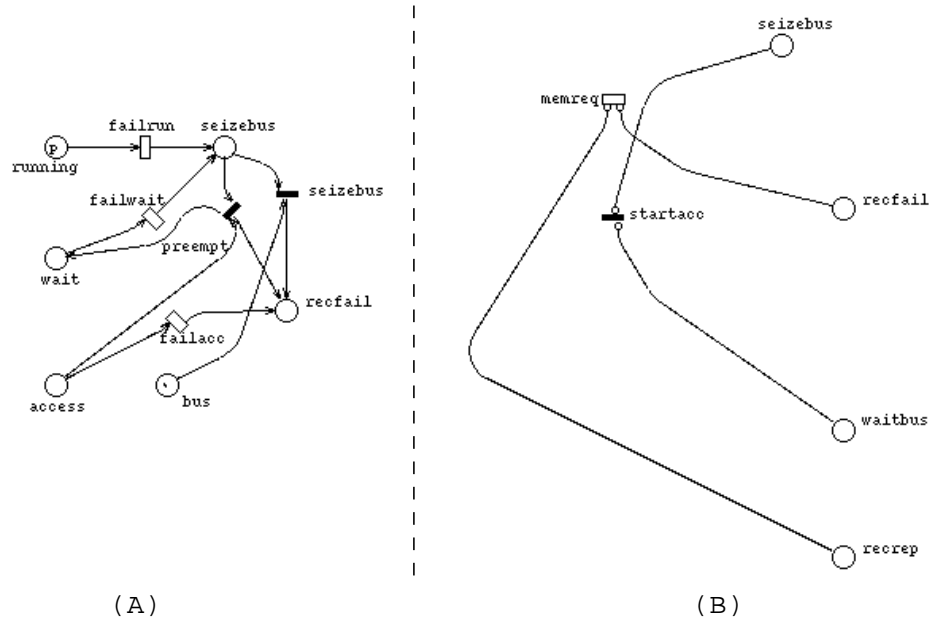 seizebus
memreq
failrun
seizebus
p
running
seizebus
failwait
recfail
startacc
preempt
wait
recfail
failacc
access
bus
waitbus
recrep
(A)
(B)